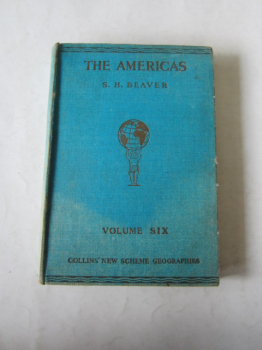 THE AMERICAS
S. H. BEAVER
VOLUME SIX
COLLINS' NEW SCHEME GEOGRAPHIES